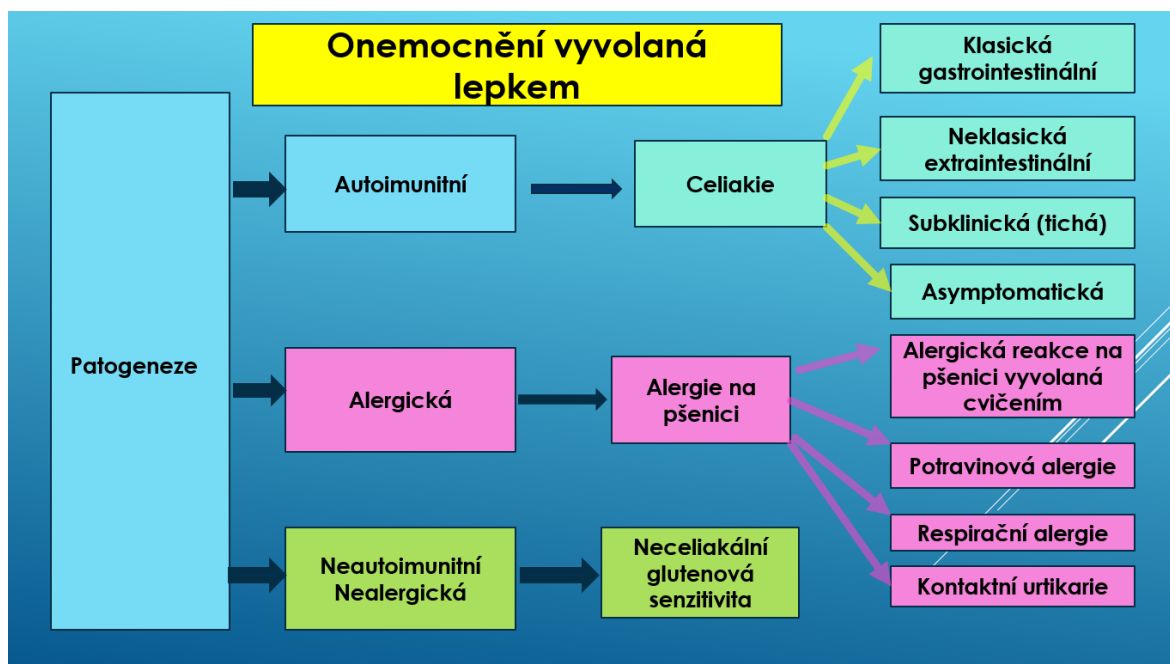 Onemocnění vyvolaná
lepkem
Patogeneze
Autoimunitní
Celiakie
Klasická
gastrointestinální
Neklasická
extraintestinální
Subklinická (tichá)
Asymptomatická
Alergická
Alergie na
pšenici
Alergická reakce na
pšenici vyvolaná
cvičením
Potravinová alergie
Respirační alergie
Kontaktní urtikarie
Neautoimunitní
Nealergická
Neceliakální
glutenová
senzitivita